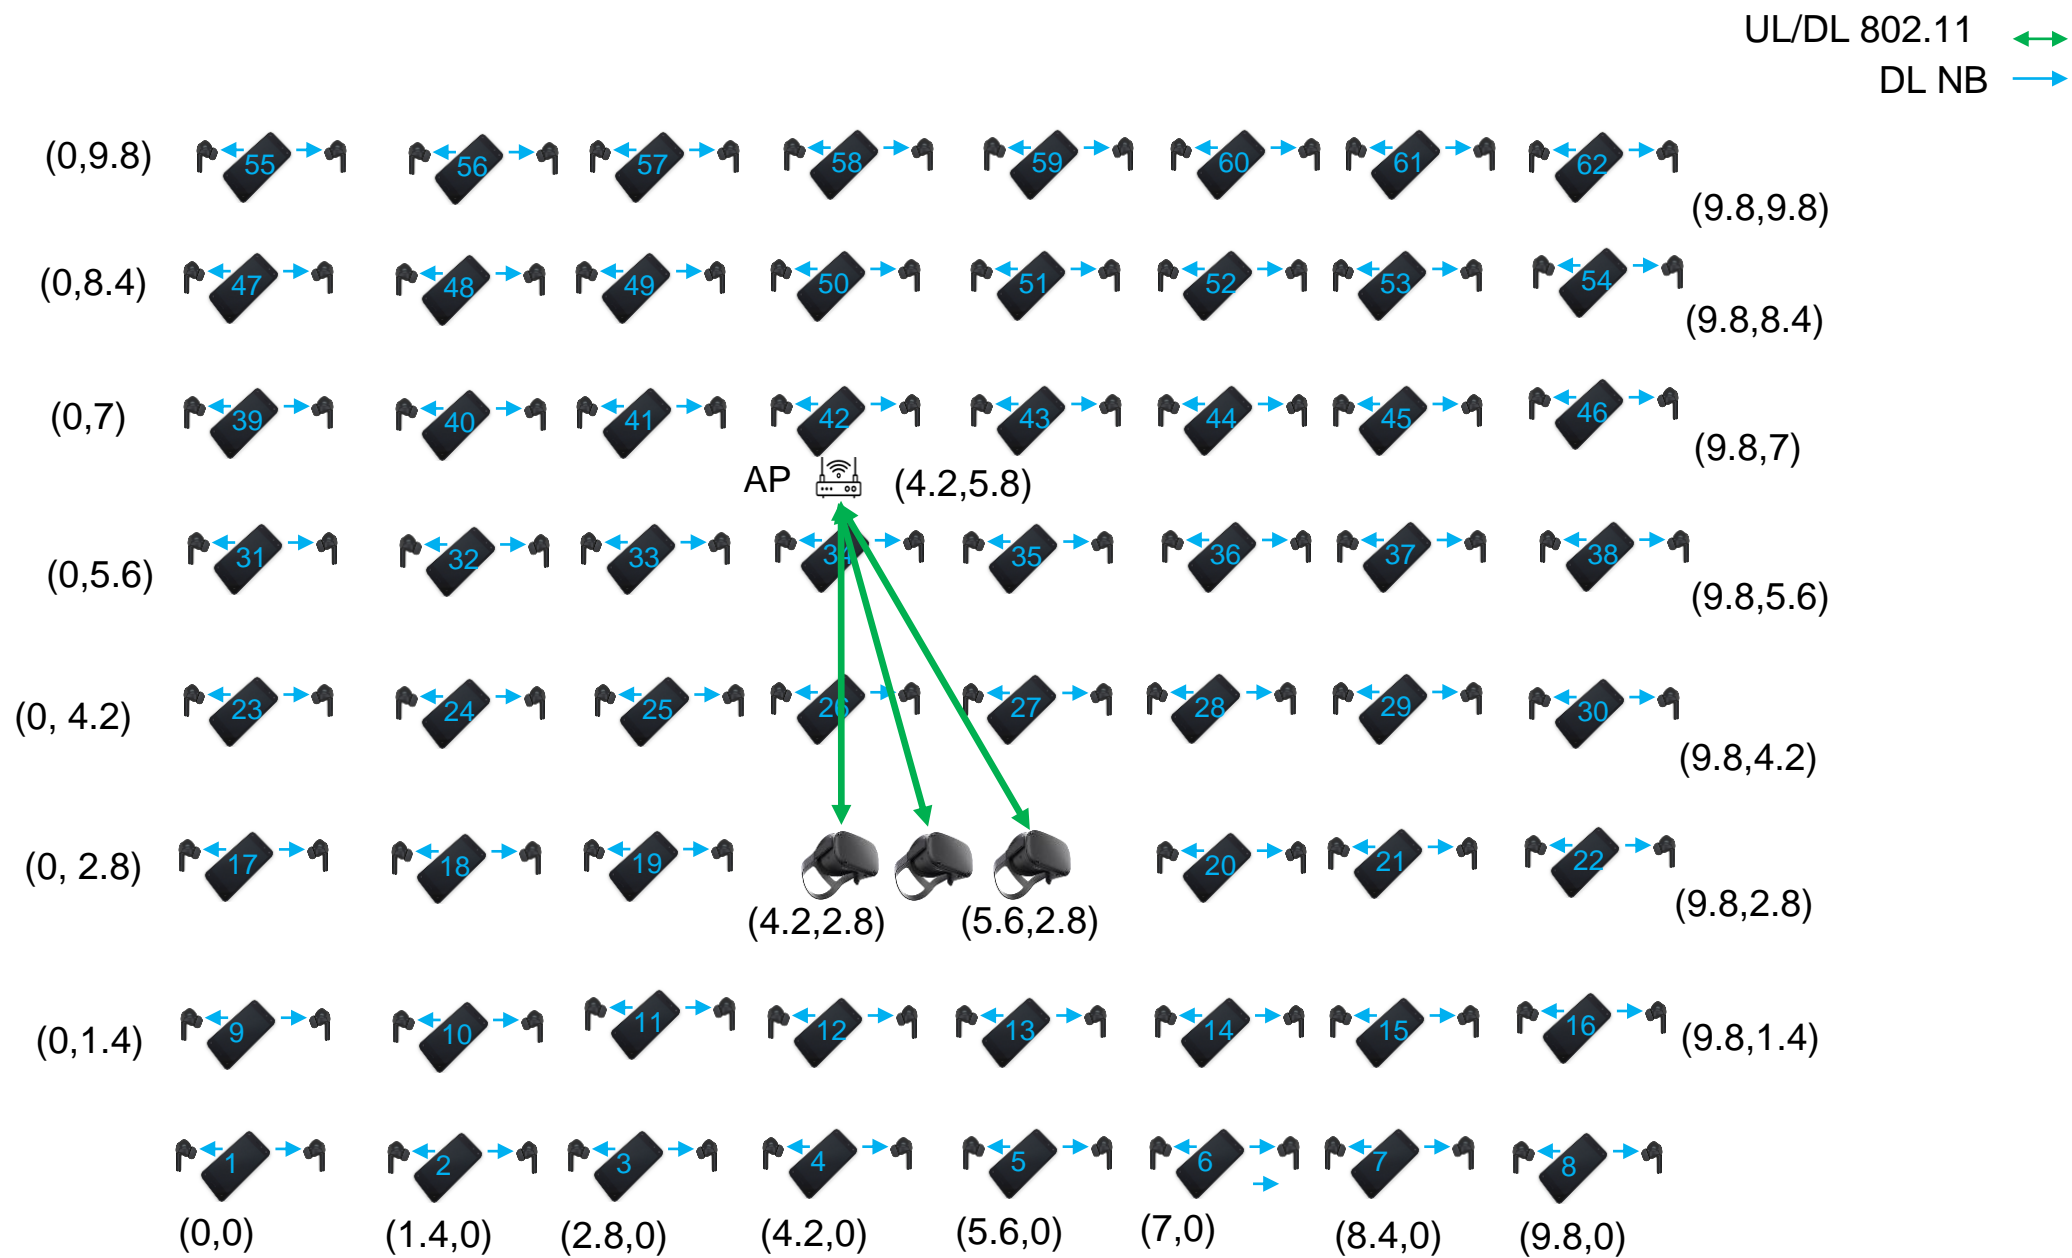 UL/DL 802.11
DL NB
(0,9.8) 55 56 57 58 59 60 61 62
(9.8,9.8)
(0,8.4) 47 48 49 50 51 52 53 54
(9.8,8.4)
(0,7) 39 40 41 42 43 44 45 46
(9.8,7)
AP (4.2,5.8)
(0,5.6) 31 32 33 34 35 36 37 38
(9.8,5.6)
(0, 4.2) 23 24 25 26 27 28 29 30
(9.8,4.2)
(0, 2.8) 17 18 19 20 21 22
(4.2,2.8) (5.6,2.8) (9.8,2.8)
(0,1.4) 9 10 11 12 13 14 15 16 (9.8,1.4)
1 2 3 4 5 6 7 8
(0,0) (1.4,0) (2.8,0) (4.2,0) (5.6,0) (7,0) (8.4,0) (9.8,0)